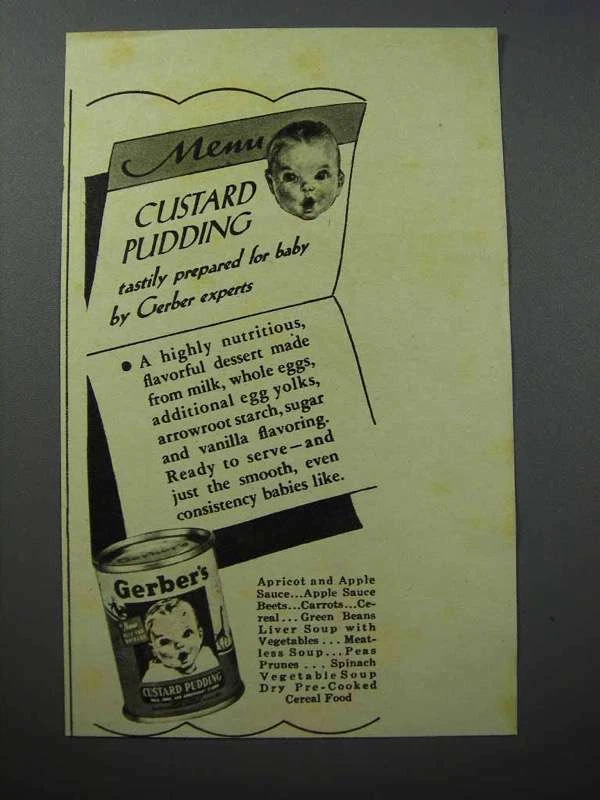 Menu
CUSTARD
PUDDING
tastily prepared for baby
by Gerber experts
● A highly nutritious,
flavorful dessert made
from milk, whole eggs,
additional egg yolks,
arrowroot starch, sugar
and vanilla flavoring.
Ready to serve—and
just the smooth, even
consistency babies like.
Gerber's
Gerber's
CUSTARD PUDDING
Apricot and Apple
Sauce...Apple Sauce
Beets...Carrots...Ce-
real...Green Beans
Liver Soup with
Vegetables...Meat-
less Soup...Peas
Prunes...Spinach
Vegetable Soup
Dry Pre-Cooked
Cereal Food